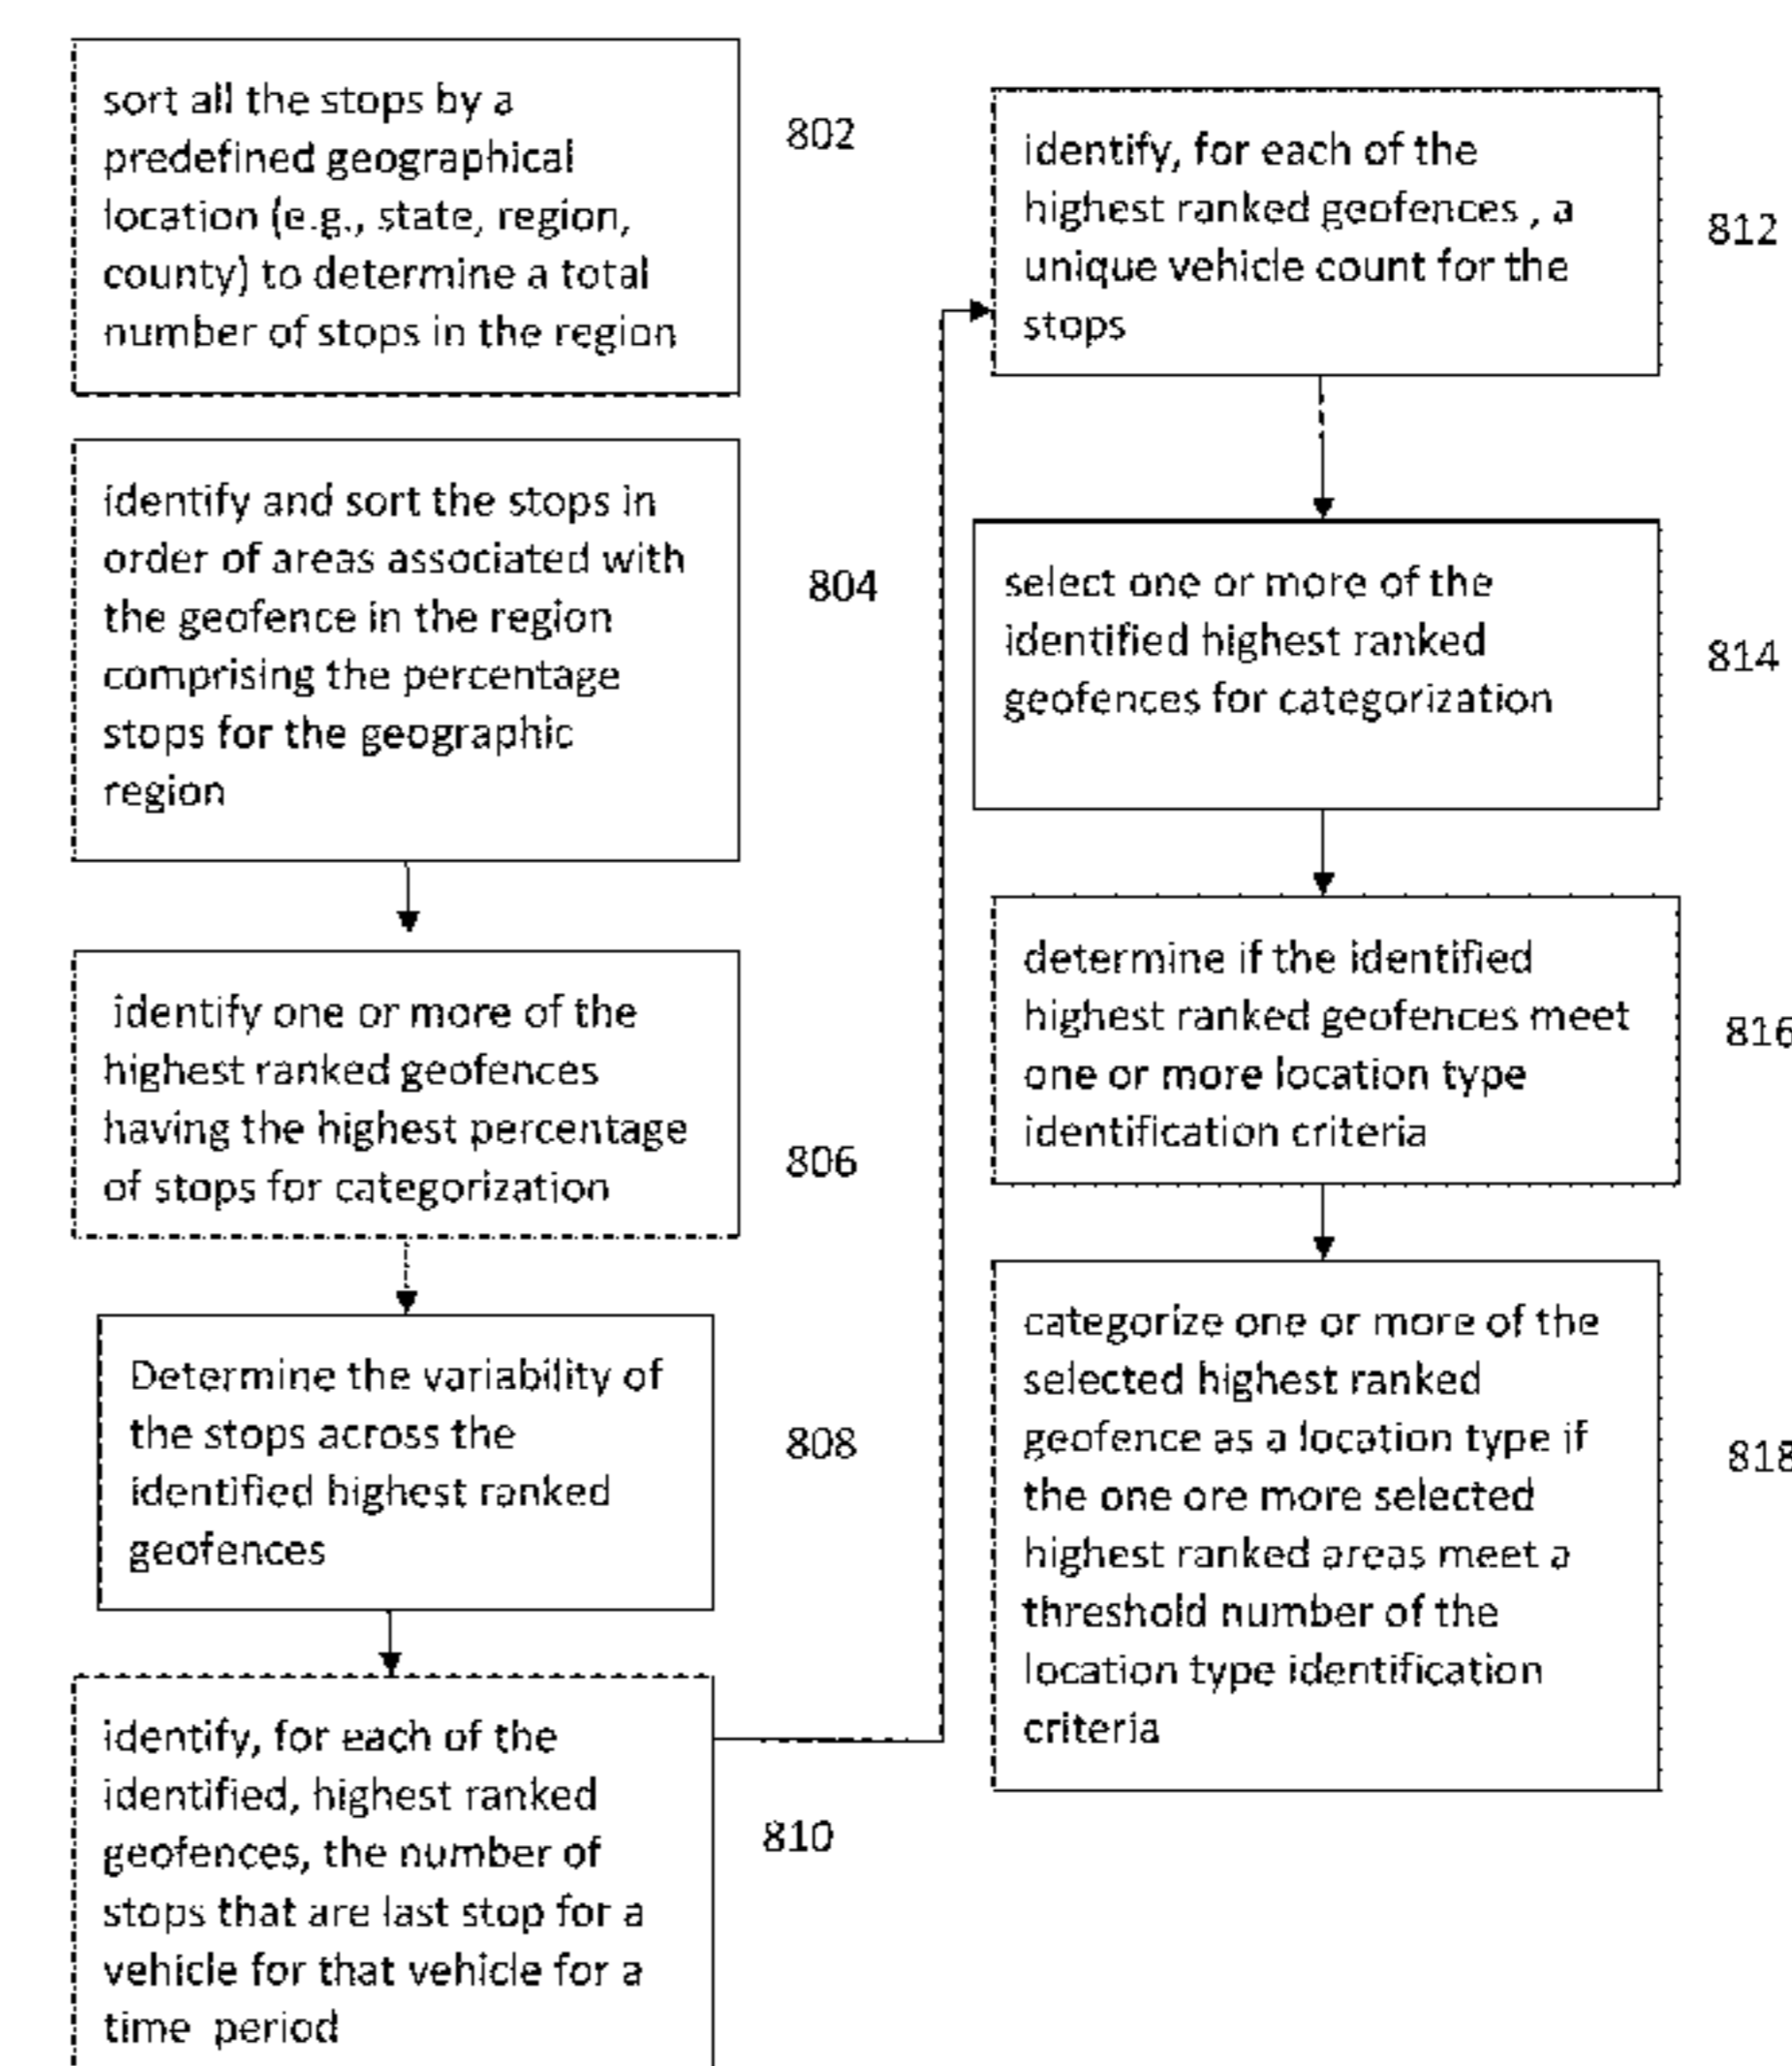 sort all the stops by a
predefined geographical
location (e.g., state, region,
county) to determine a total
number of stops in the region
802
identify and sort the stops in
order of areas associated with
the geofence in the region
comprising the percentage
stops for the geographic
region
804
identify one or more of the
highest ranked geofences
having the highest percentage
of stops for categorization
806
Determine the variability of
the stops across the
identified highest ranked
geofences
808
identify, for each of the
identified, highest ranked
geofences, the number of
stops that are last stop for a
vehicle for that vehicle for a
time period
810
identify, for each of the
highest ranked geofences , a
unique vehicle count for the
stops
812
select one or more of the
identified highest ranked
geofences for categorization
814
determine if the identified
highest ranked geofences meet
one or more location type
identification criteria
816
categorize one or more of the
selected highest ranked
geofence as a location type if
the one ore more selected
highest ranked areas meet a
threshold number of the
location type identification
criteria
818